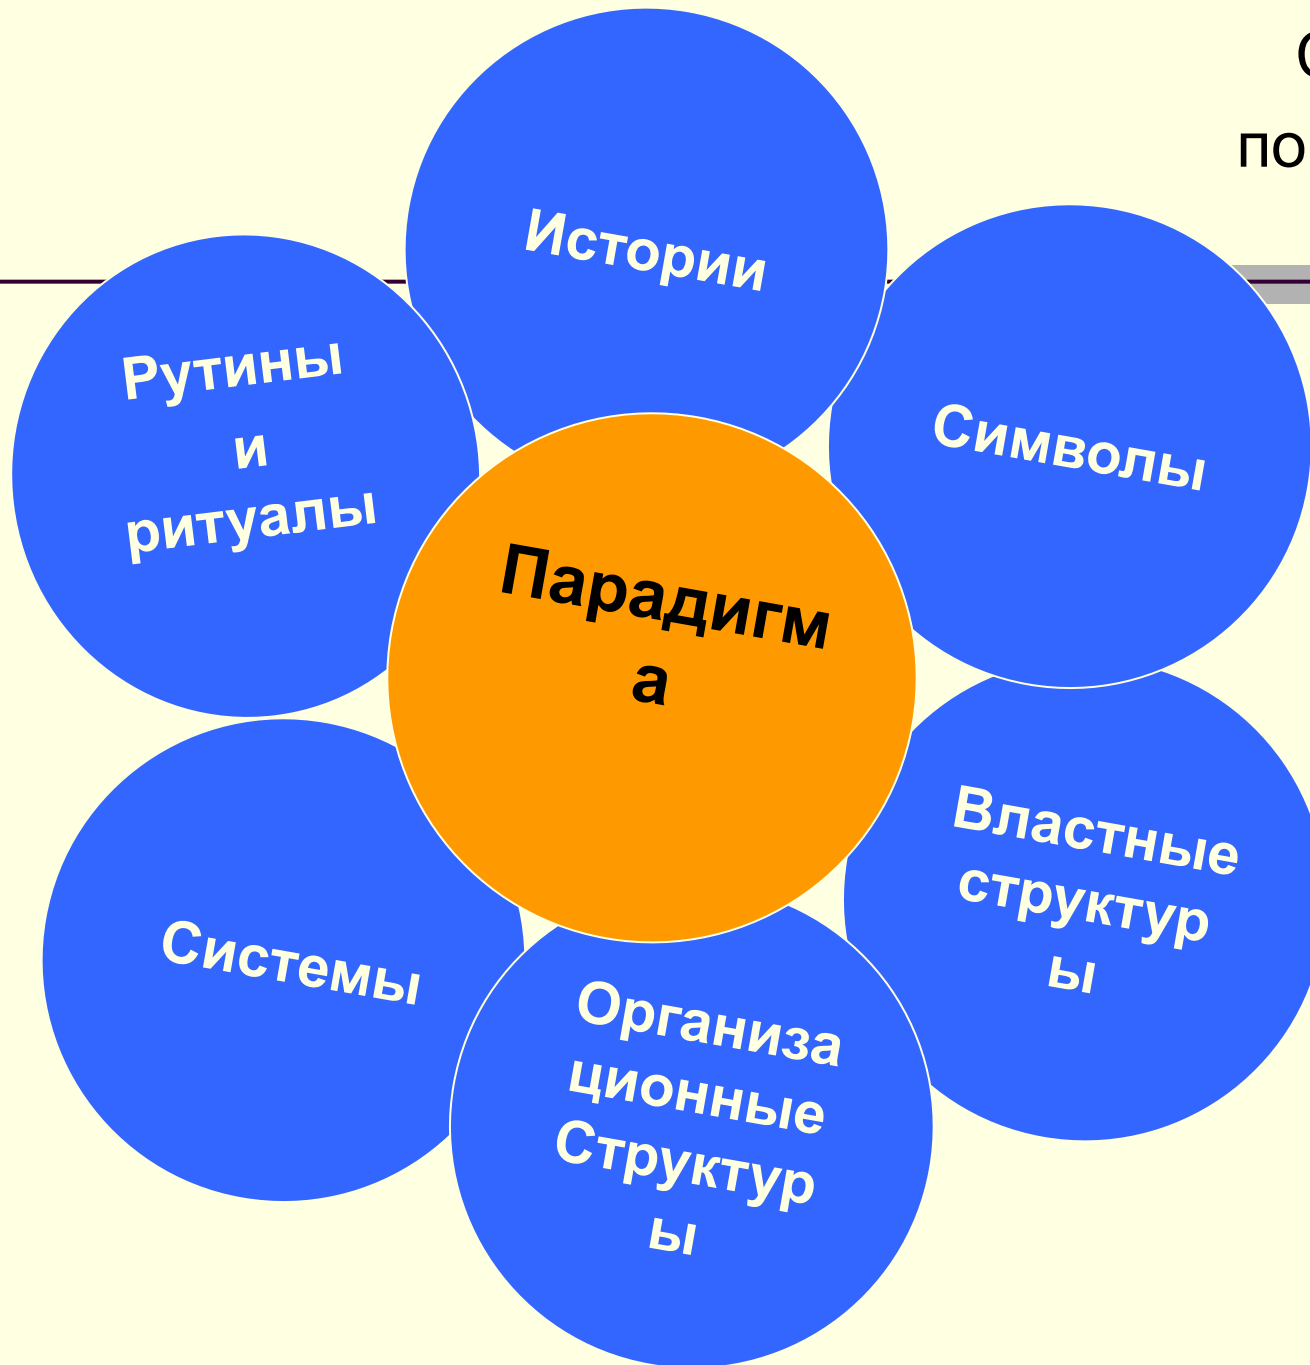 по
Истории
Рутины
и
ритуалы
Символы
Парадигм
а
Властные
структур
ы
Системы
Организа
ционные
Структур
ы